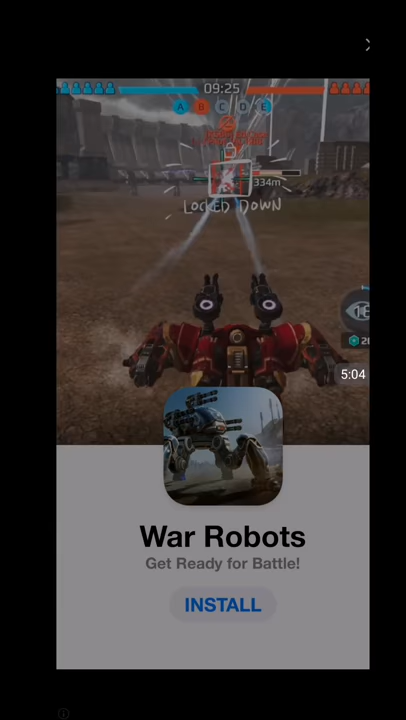 09:25
A B C D E
334m
LOCKED DOWN
5:04
War Robots
Get Ready for Battle!
INSTALL